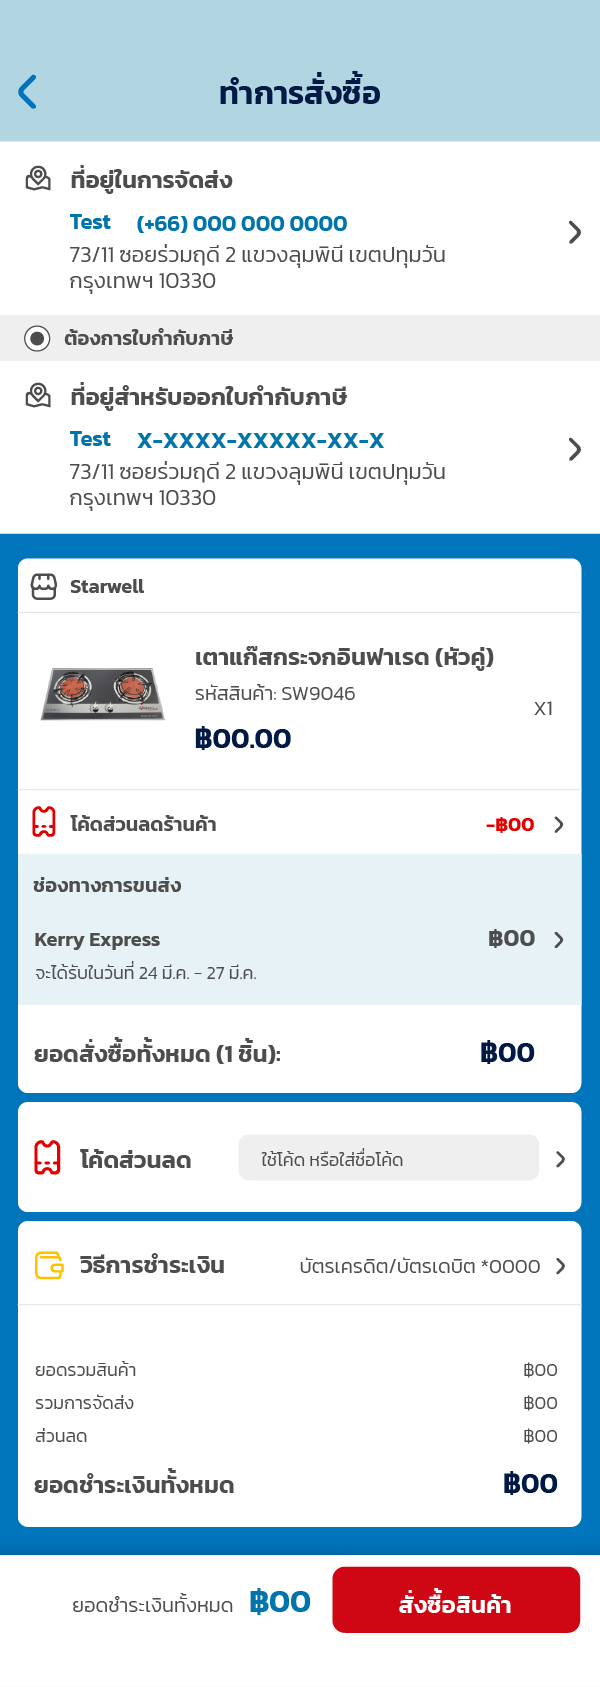 ทำการสั่งซื้อ
ที่อยู่ในการจัดส่ง
Test (+66) 000 000 0000
73/11 ซอยร่วมฤดี 2 แขวงลุมพินี เขตปทุมวัน
กรุงเทพฯ 10330
ต้องการใบกำกับภาษี
ที่อยู่สำหรับออกใบกำกับภาษี
Test X-XXXX-XXXXX-XX-X
73/11 ซอยร่วมฤดี 2 แขวงลุมพินี เขตปทุมวัน
กรุงเทพฯ 10330
Starwell
เตาแก๊สกระจกอินฟาเรด (หัวคู่)
รหัสสินค้า: SW9046
X1
฿00.00
โค้ดส่วนลดร้านค้า -฿00
ช่องทางการขนส่ง
Kerry Express ฿00
จะได้รับในวันที่ 24 มี.ค. - 27 มี.ค.
ยอดสั่งซื้อทั้งหมด (1 ชิ้น): ฿00
โค้ดส่วนลด ใช้โค้ด หรือใส่ชื่อโค้ด
วิธีการชำระเงิน บัตรเครดิต/บัตรเดบิต *0000
ยอดรวมสินค้า ฿00
รวมการจัดส่ง ฿00
ส่วนลด ฿00
ยอดชำระเงินทั้งหมด ฿00
ยอดชำระเงินทั้งหมด ฿00 สั่งซื้อสินค้า